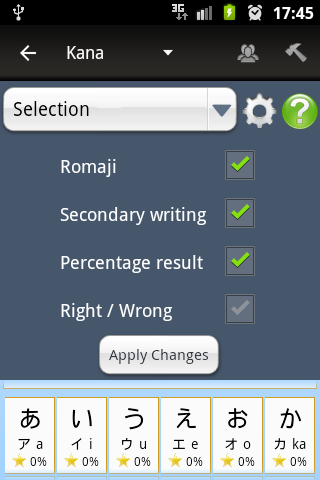 3G 17:45
Kana
Selection
?
Romaji
Secondary writing
Percentage result
Right / Wrong
Apply Changes
あ い う え お か
ア a イ i ウ u エ e オ o カ ka
0% 0% 0% 0% 0% 0%